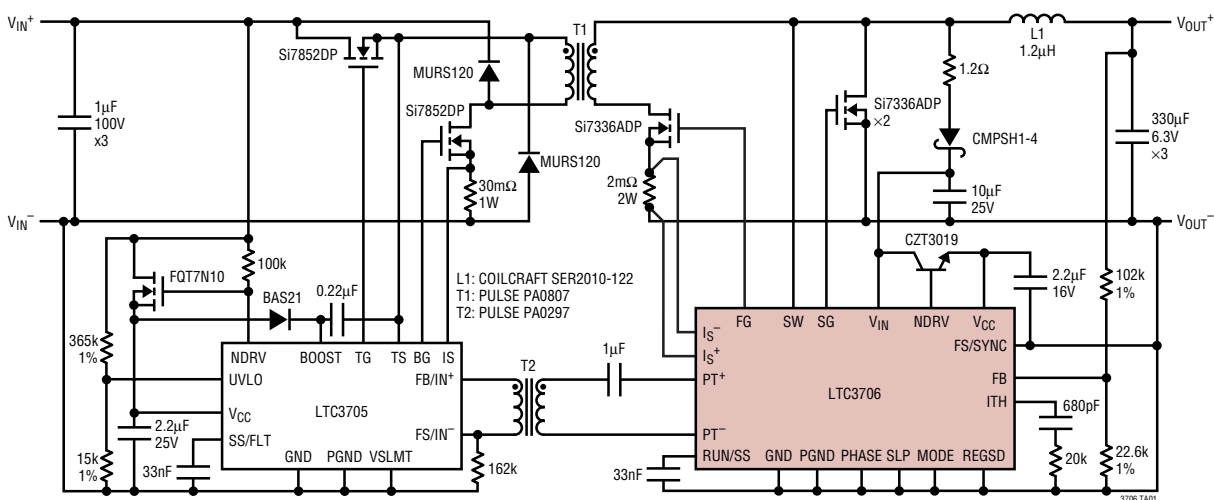 VIN+
Si7852DP
MURS120
T1
L1
1.2µH
VOUT+
1µF
100V
x3
Si7852DP
30mΩ
1W
MURS120
Si7336ADP
2mΩ
2W
Si7336ADP
×2
1.2Ω
CMPSH1-4
10µF
25V
330µF
6.3V
×3
VIN−
VOUT−
FQT7N10
100k
BAS21
0.22µF
L1: COILCRAFT SER2010-122
T1: PULSE PA0807
T2: PULSE PA0297
CZT3019
2.2µF
16V
102k
1%
365k
1%
NDRV
BOOST
TG
TS
BG
IS
UVLO
FB/IN+
LTC3705
VCC
SS/FLT
FS/IN−
GND
PGND
VSLMT
2.2µF
25V
15k
1%
33nF
162k
T2
1µF
FG
SW
SG
VIN
NDRV
VCC
IS−
IS+
FS/SYNC
PT+
LTC3706
FB
ITH
PT−
RUN/SS
GND
PGND
PHASE
SLP
MODE
REGSD
33nF
680pF
20k
22.6k
1%
3706 TA01